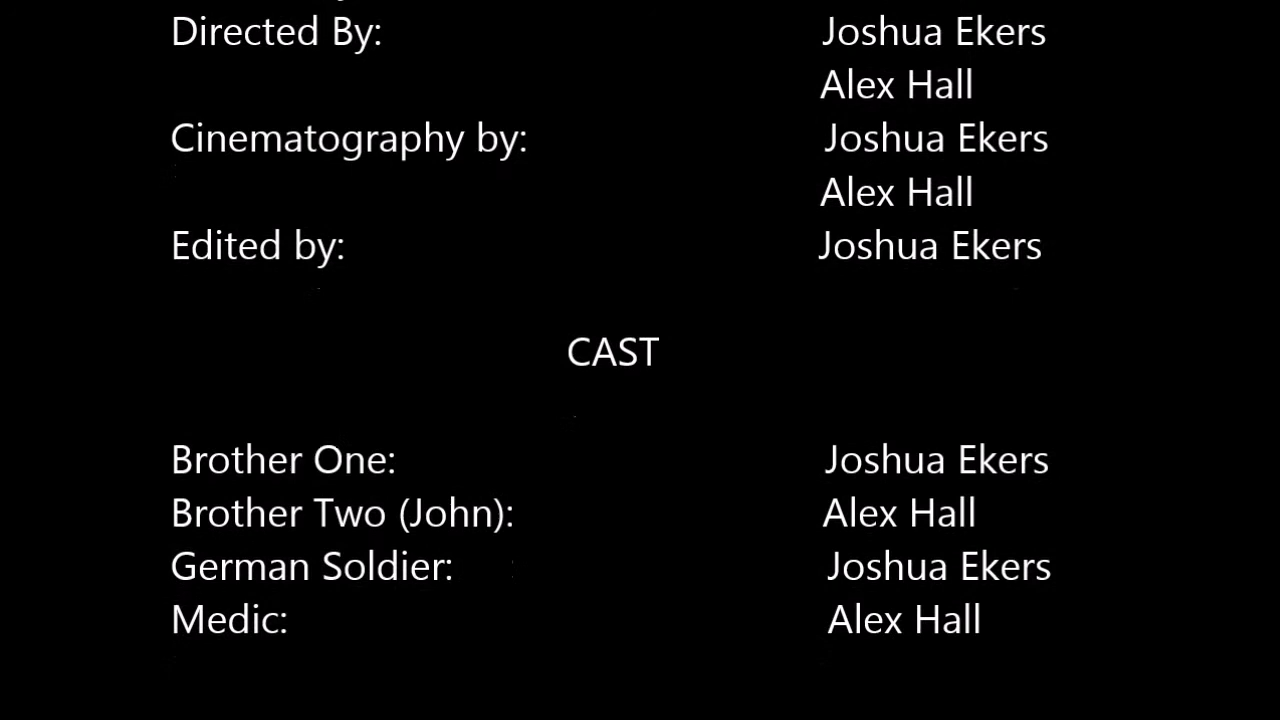 Directed By: Joshua Ekers
Alex Hall
Cinematography by: Joshua Ekers
Alex Hall
Edited by: Joshua Ekers
CAST
Brother One: Joshua Ekers
Brother Two (John): Alex Hall
German Soldier: Joshua Ekers
Medic: Alex Hall